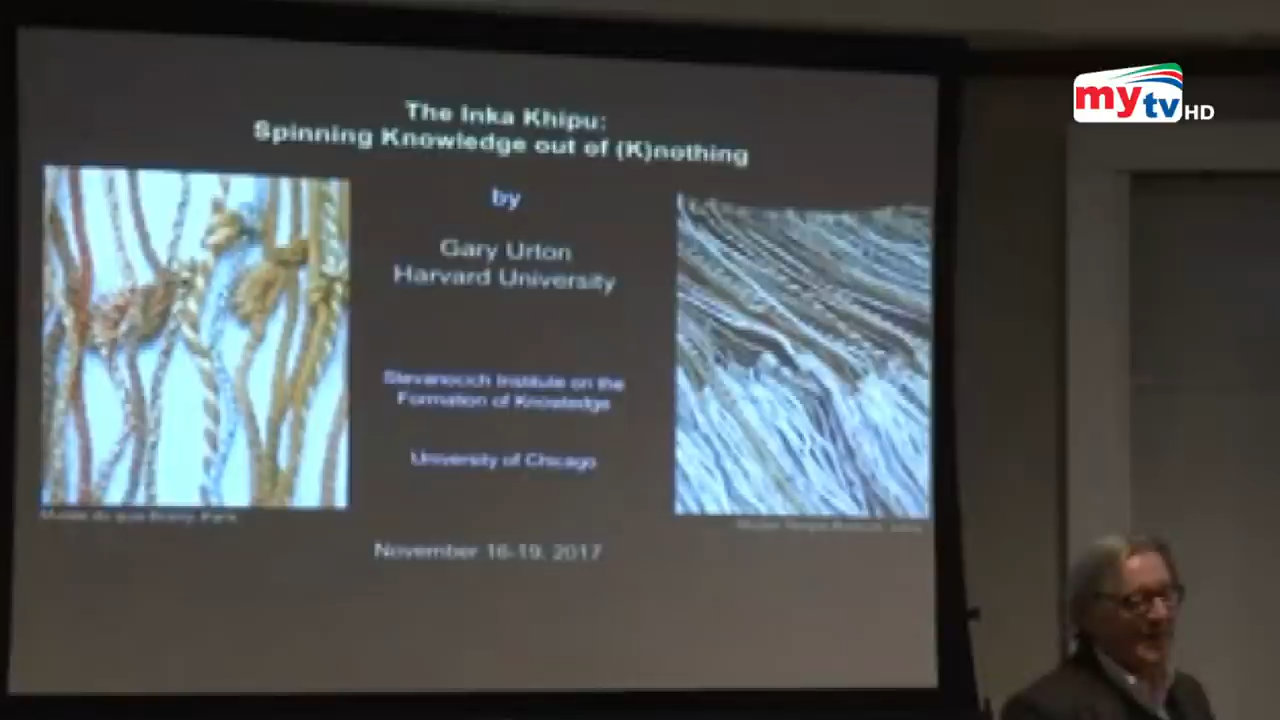 The Inka Khipu:
Spinning Knowledge out of (K)nothing
by
Gary Urton
Harvard University
Institute on the
Formation of Knowledge
University of Chicago
November 16-19, 2017
mytv HD